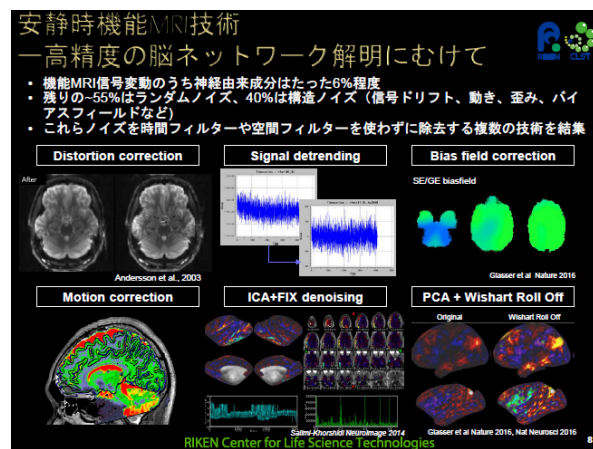 安静時機能MRI技術
―高精度の脳ネットワーク解明にむけて
RIKEN CLST
• 機能MRI信号変動のうち神経由来成分はたった6%程度
• 残りの~55%はランダムノイズ、40%は構造ノイズ（信号ドリフト、動き、歪み、バイ
アスフィールドなど）
• これらノイズを時間フィルターや空間フィルターを使わずに除去する複数の技術を結集
Distortion correction
Signal detrending
Bias field correction
After
SE/GE biasfield
Andersson et al., 2003
Glasser et al Nature 2016
Motion correction
ICA+FIX denoising
PCA + Wishart Roll Off
Original
Wishart Roll Off
Salimi-Khorshidi Neuroimage 2014
Glasser et al Nature 2016, Nat Neurosci 2016
RIKEN Center for Life Science Technologies
8